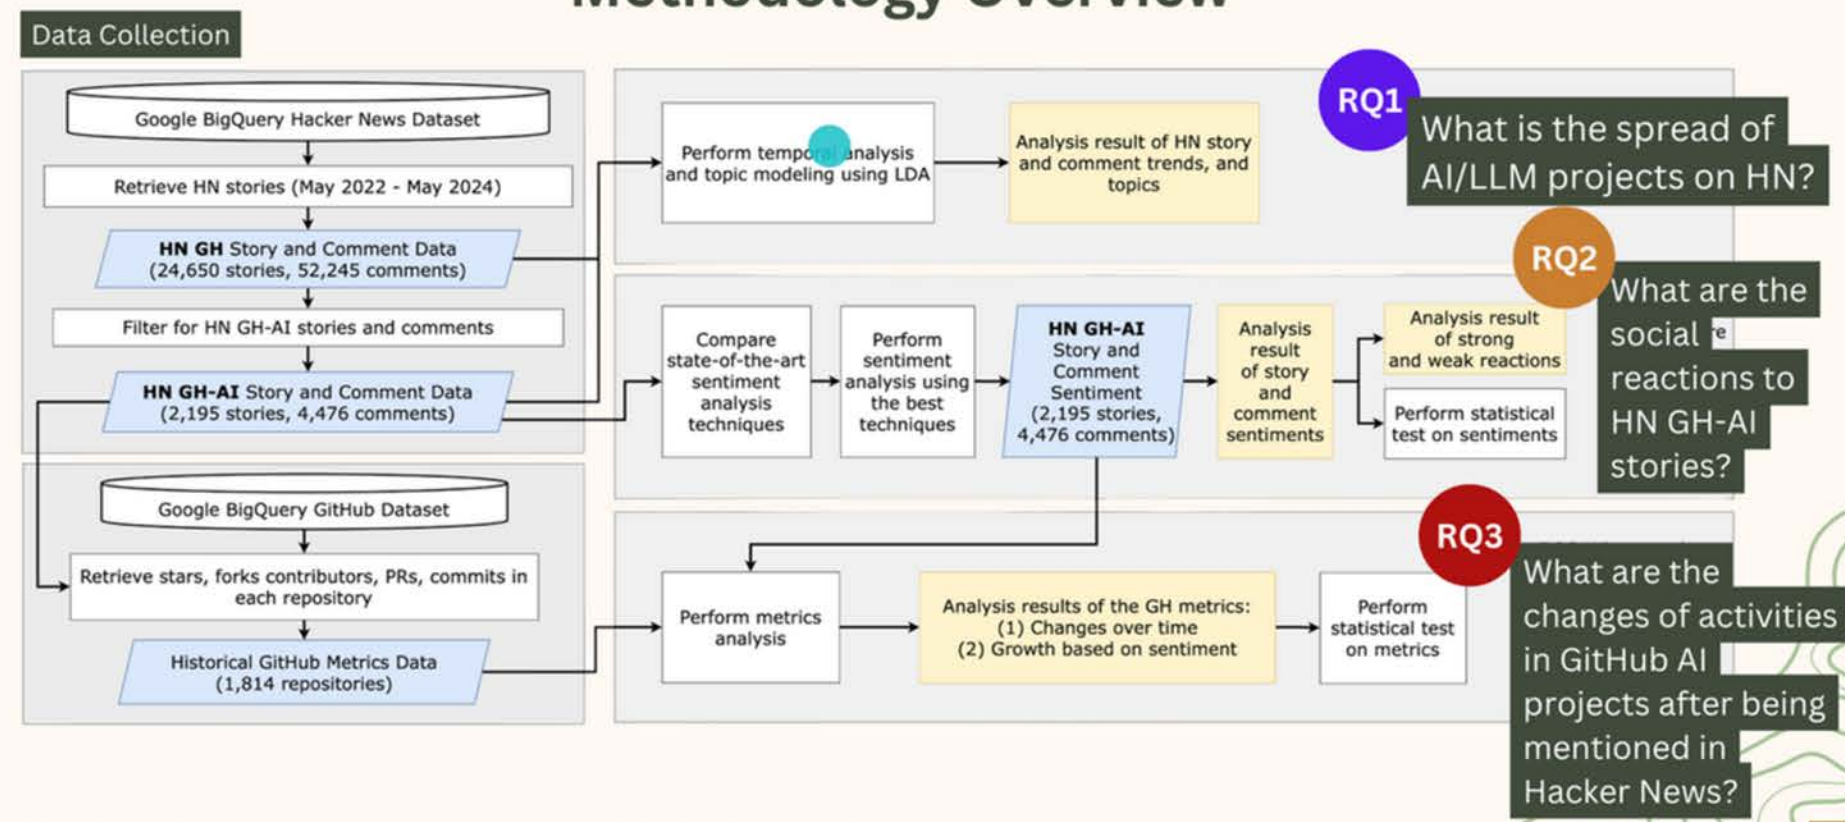 Methodology Overview
Data Collection
Google BigQuery Hacker News Dataset
Retrieve HN stories (May 2022 - May 2024)
HN GH Story and Comment Data
(24,650 stories, 52,245 comments)
Filter for HN GH-AI stories and comments
HN GH-AI Story and Comment Data
(2,195 stories, 4,476 comments)
Google BigQuery GitHub Dataset
Retrieve stars, forks contributors, PRs, commits in
each repository
Historical GitHub Metrics Data
(1,814 repositories)
Perform temporal analysis
and topic modeling using LDA
Analysis result of HN story
and comment trends, and
topics
RQ1
What is the spread of
AI/LLM projects on HN?
Compare
state-of-the-art
sentiment
analysis
techniques
Perform
sentiment
analysis using
the best
techniques
HN GH-AI
Story and
Comment
Sentiment
(2,195 stories,
4,476 comments)
Analysis
result
of story
and
comment
sentiments
Analysis result
of strong
and weak reactions
Perform statistical
test on sentiments
RQ2
What are the
social
reactions to
HN GH-AI
stories?
Perform metrics
analysis
Analysis results of the GH metrics:
(1) Changes over time
(2) Growth based on sentiment
Perform
statistical test
on metrics
RQ3
What are the
changes of activities
in GitHub AI
projects after being
mentioned in
Hacker News?